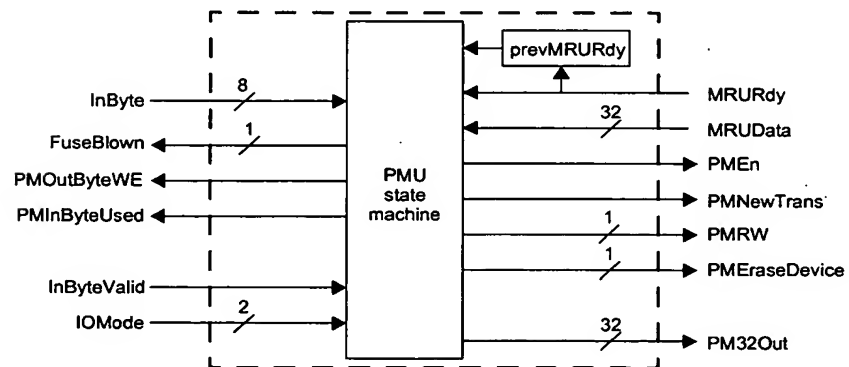 prevMRURdy
InByte
8
FuseBlown
1
PMOutByteWE
PMInByteUsed
InByteValid
IOMode
2
PMU
state
machine
MRURdy
32
MRUData
PMEn
PMNewTrans
1
PMRW
1
PMEraseDevice
32
PM32Out